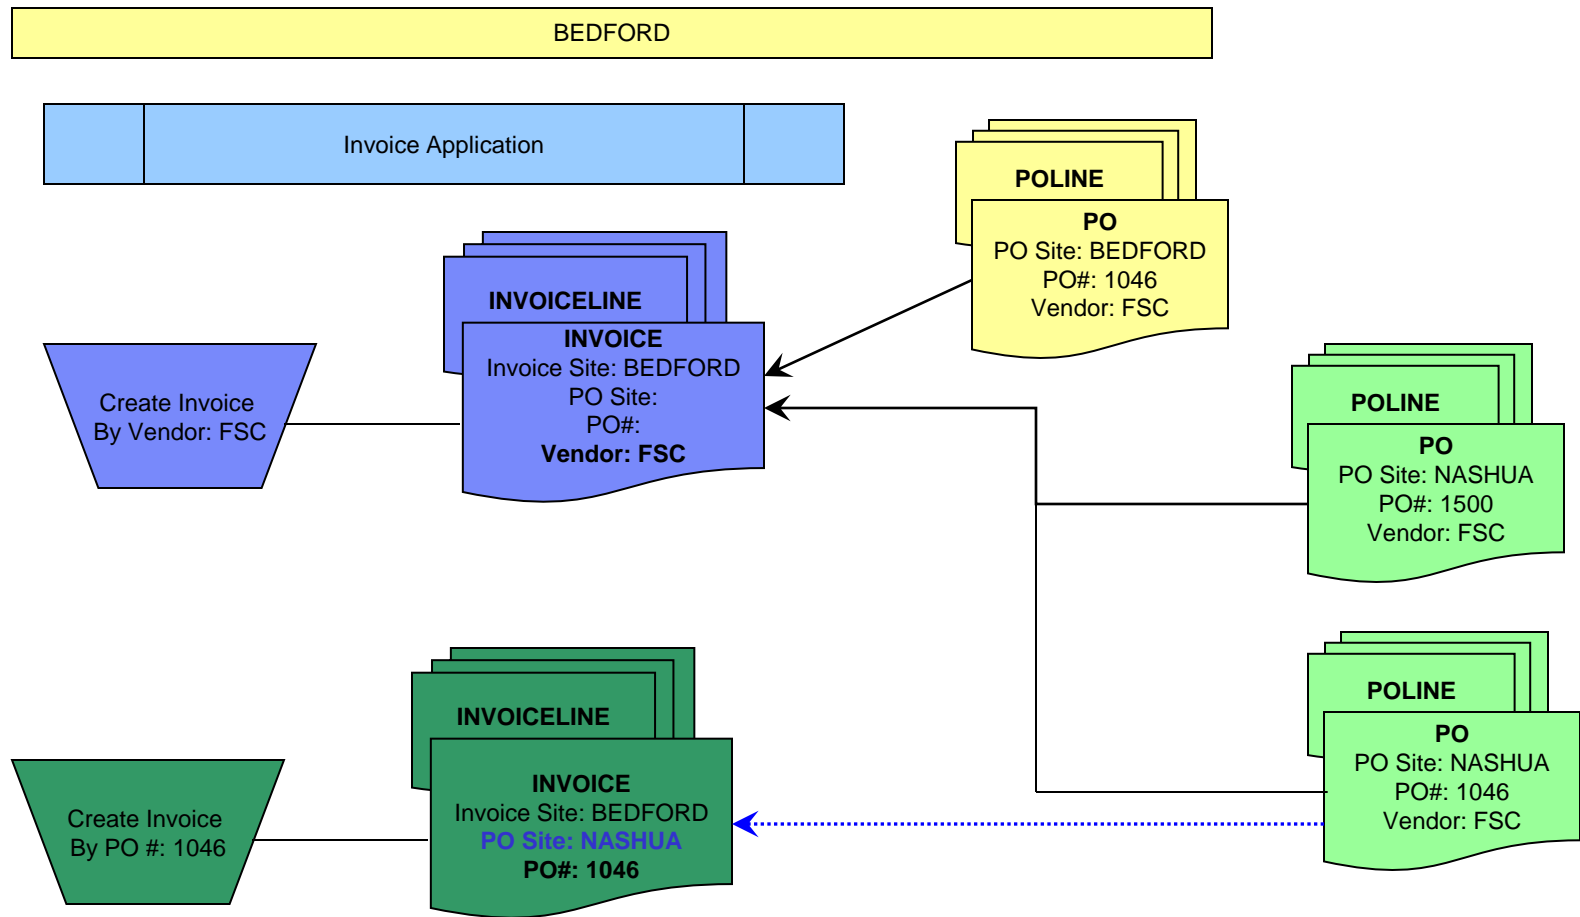 BEDFORD
Invoice Application
POLINE
PO
PO Site: BEDFORD
PO#: 1046
Vendor: FSC
INVOICELINE
INVOICE
Invoice Site: BEDFORD
PO Site:
PO#:
Vendor: FSC
Create Invoice
By Vendor: FSC
POLINE
PO
PO Site: NASHUA
PO#: 1500
Vendor: FSC
POLINE
PO
PO Site: NASHUA
PO#: 1046
Vendor: FSC
INVOICELINE
INVOICE
Invoice Site: BEDFORD
PO Site: NASHUA
PO#: 1046
Create Invoice
By PO #: 1046